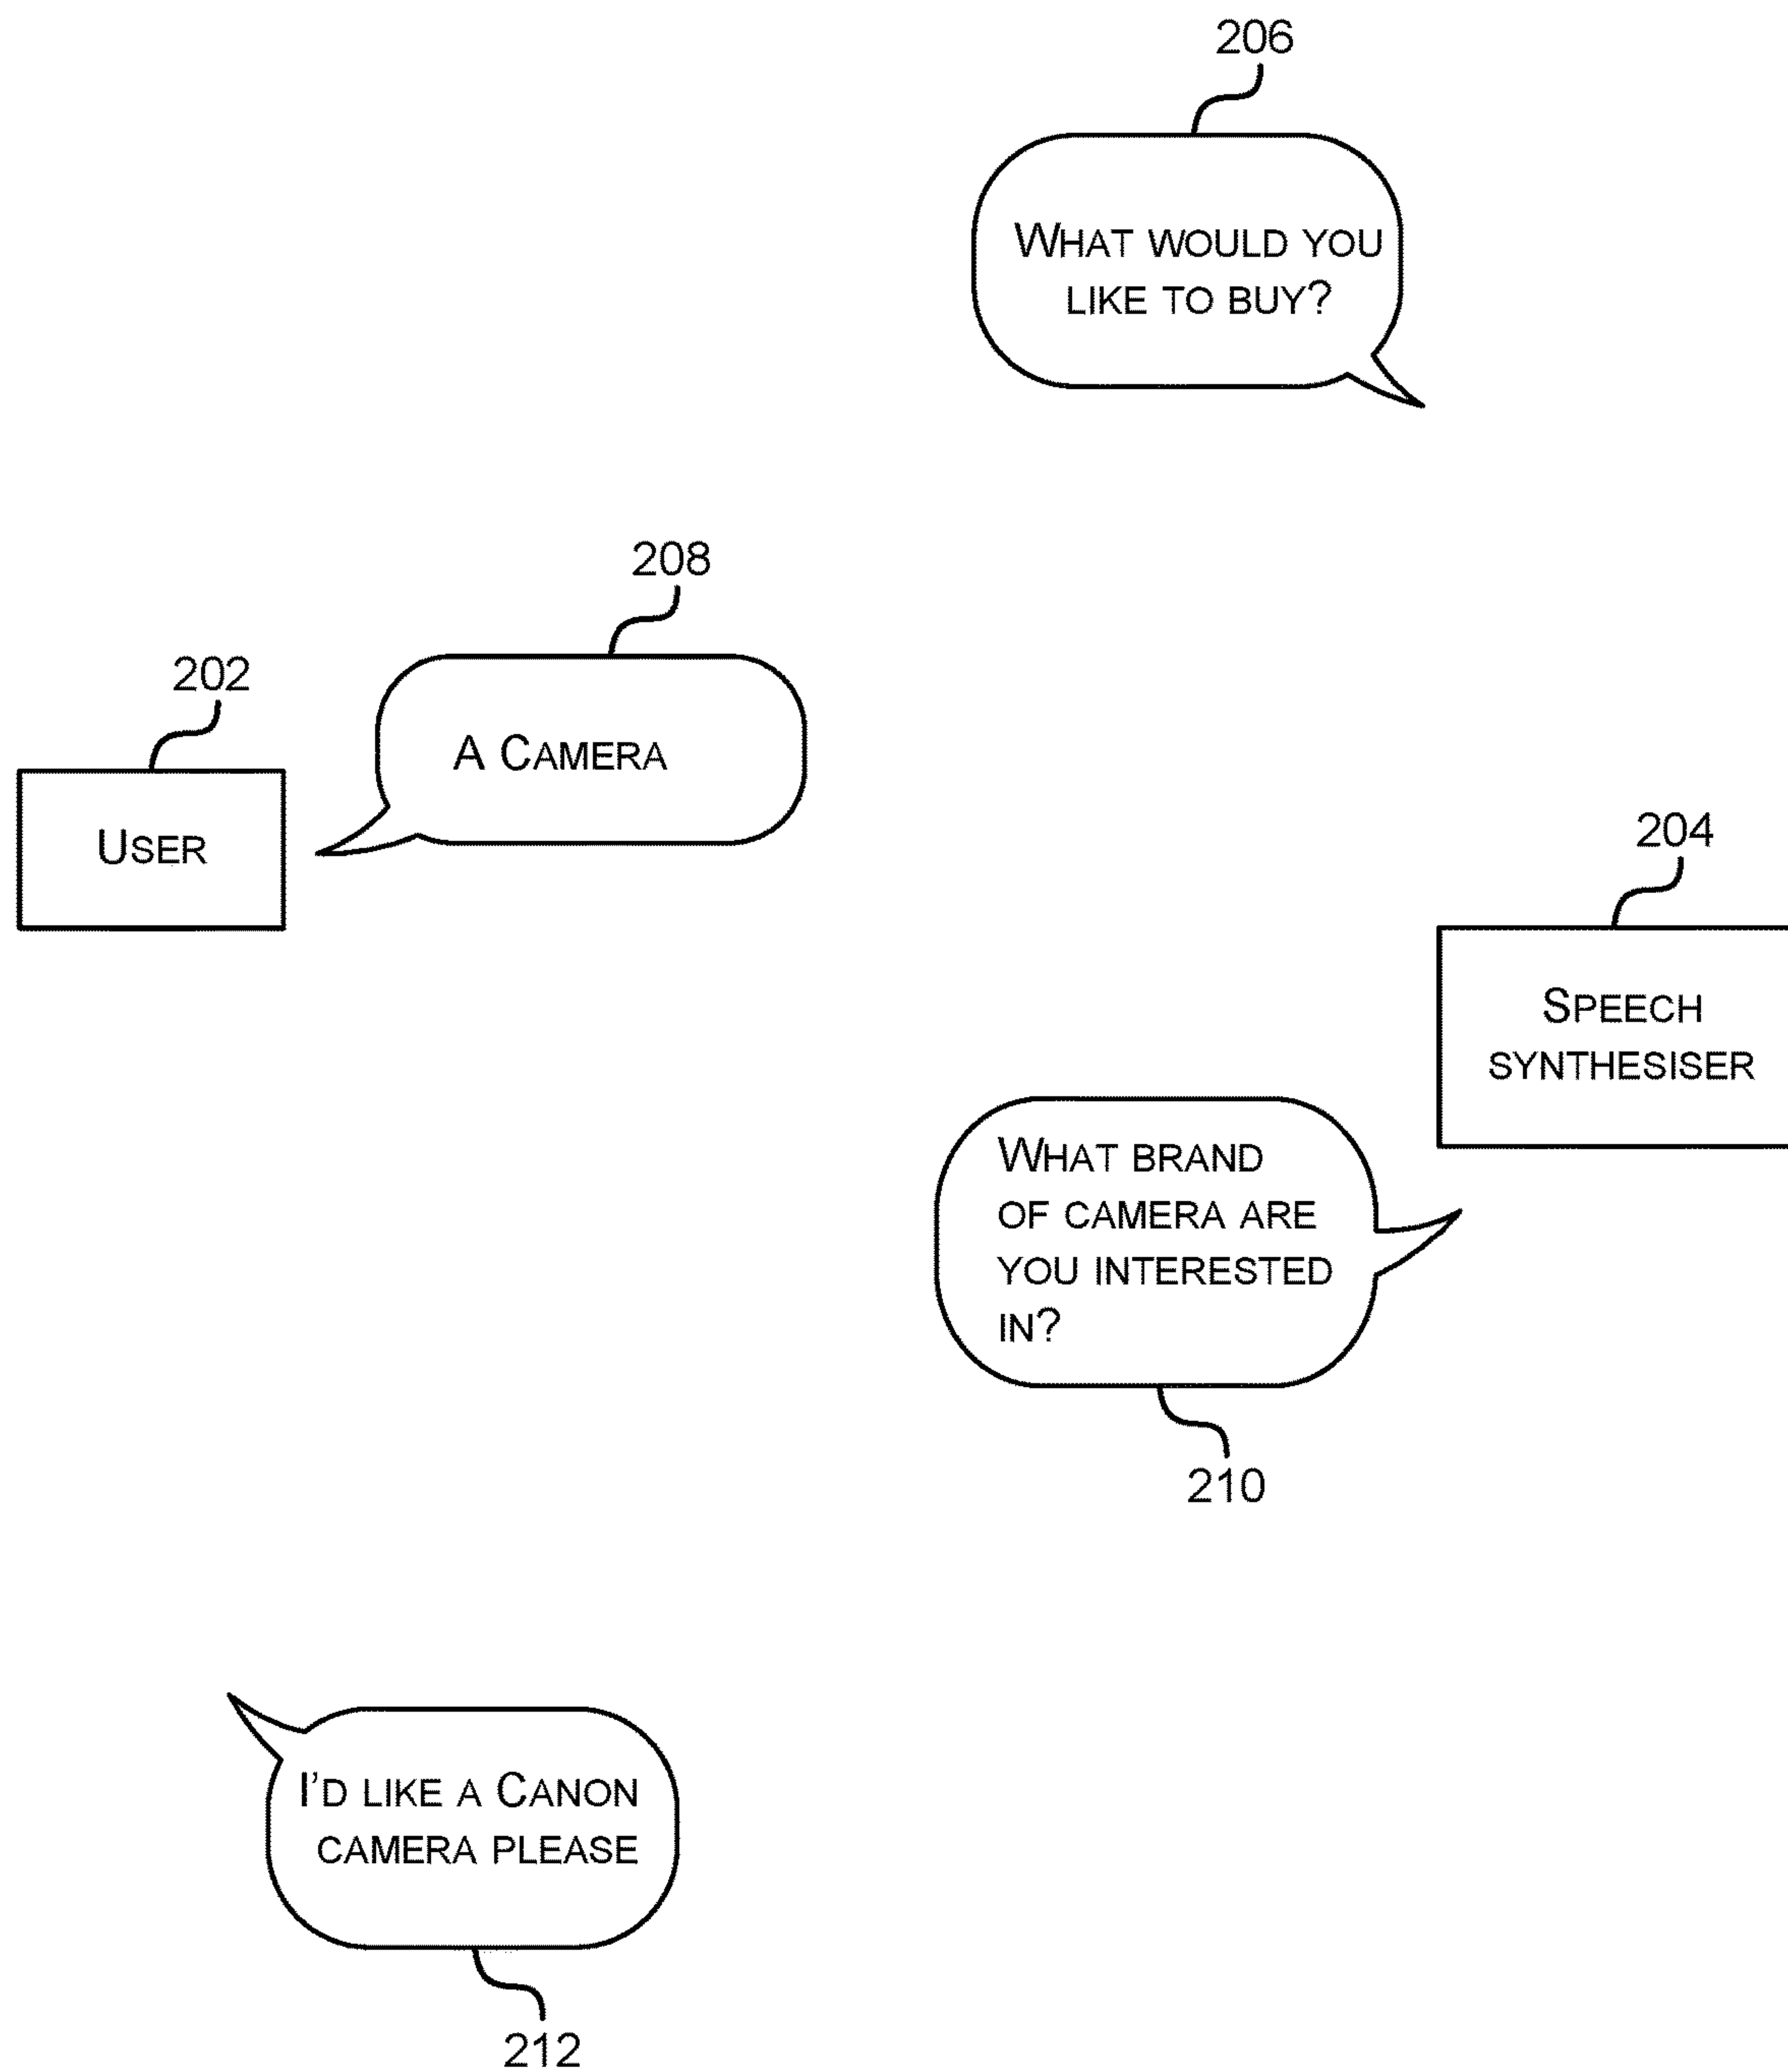 206
WHAT WOULD YOU
LIKE TO BUY?
208
A CAMERA
202
USER
204
SPEECH
SYNTHESISER
WHAT BRAND
OF CAMERA ARE
YOU INTERESTED
IN?
210
I'D LIKE A CANON
CAMERA PLEASE
212